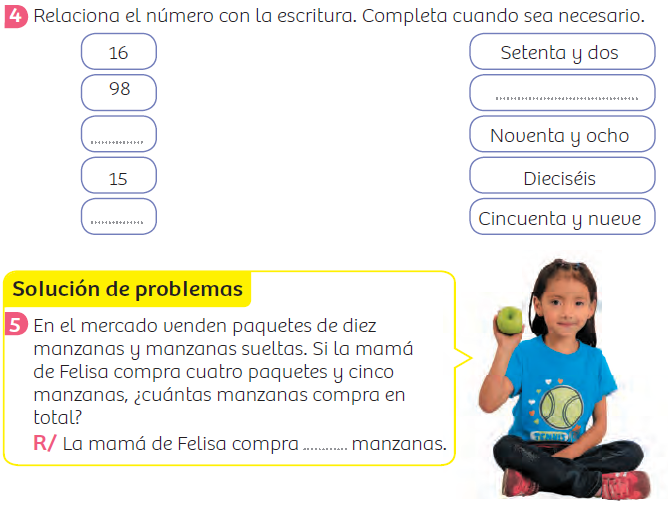 4 Relaciona el número con la escritura. Completa cuando sea necesario.
16 Setenta y dos
98 ....................................
............... Noventa y ocho
15 Dieciséis
............... Cincuenta y nueve
Solución de problemas
5 En el mercado venden paquetes de diez
manzanas y manzanas sueltas. Si la mamá
de Felisa compra cuatro paquetes y cinco
manzanas, ¿cuántas manzanas compra en
total?
R/ La mamá de Felisa compra ............ manzanas.
TENNIS